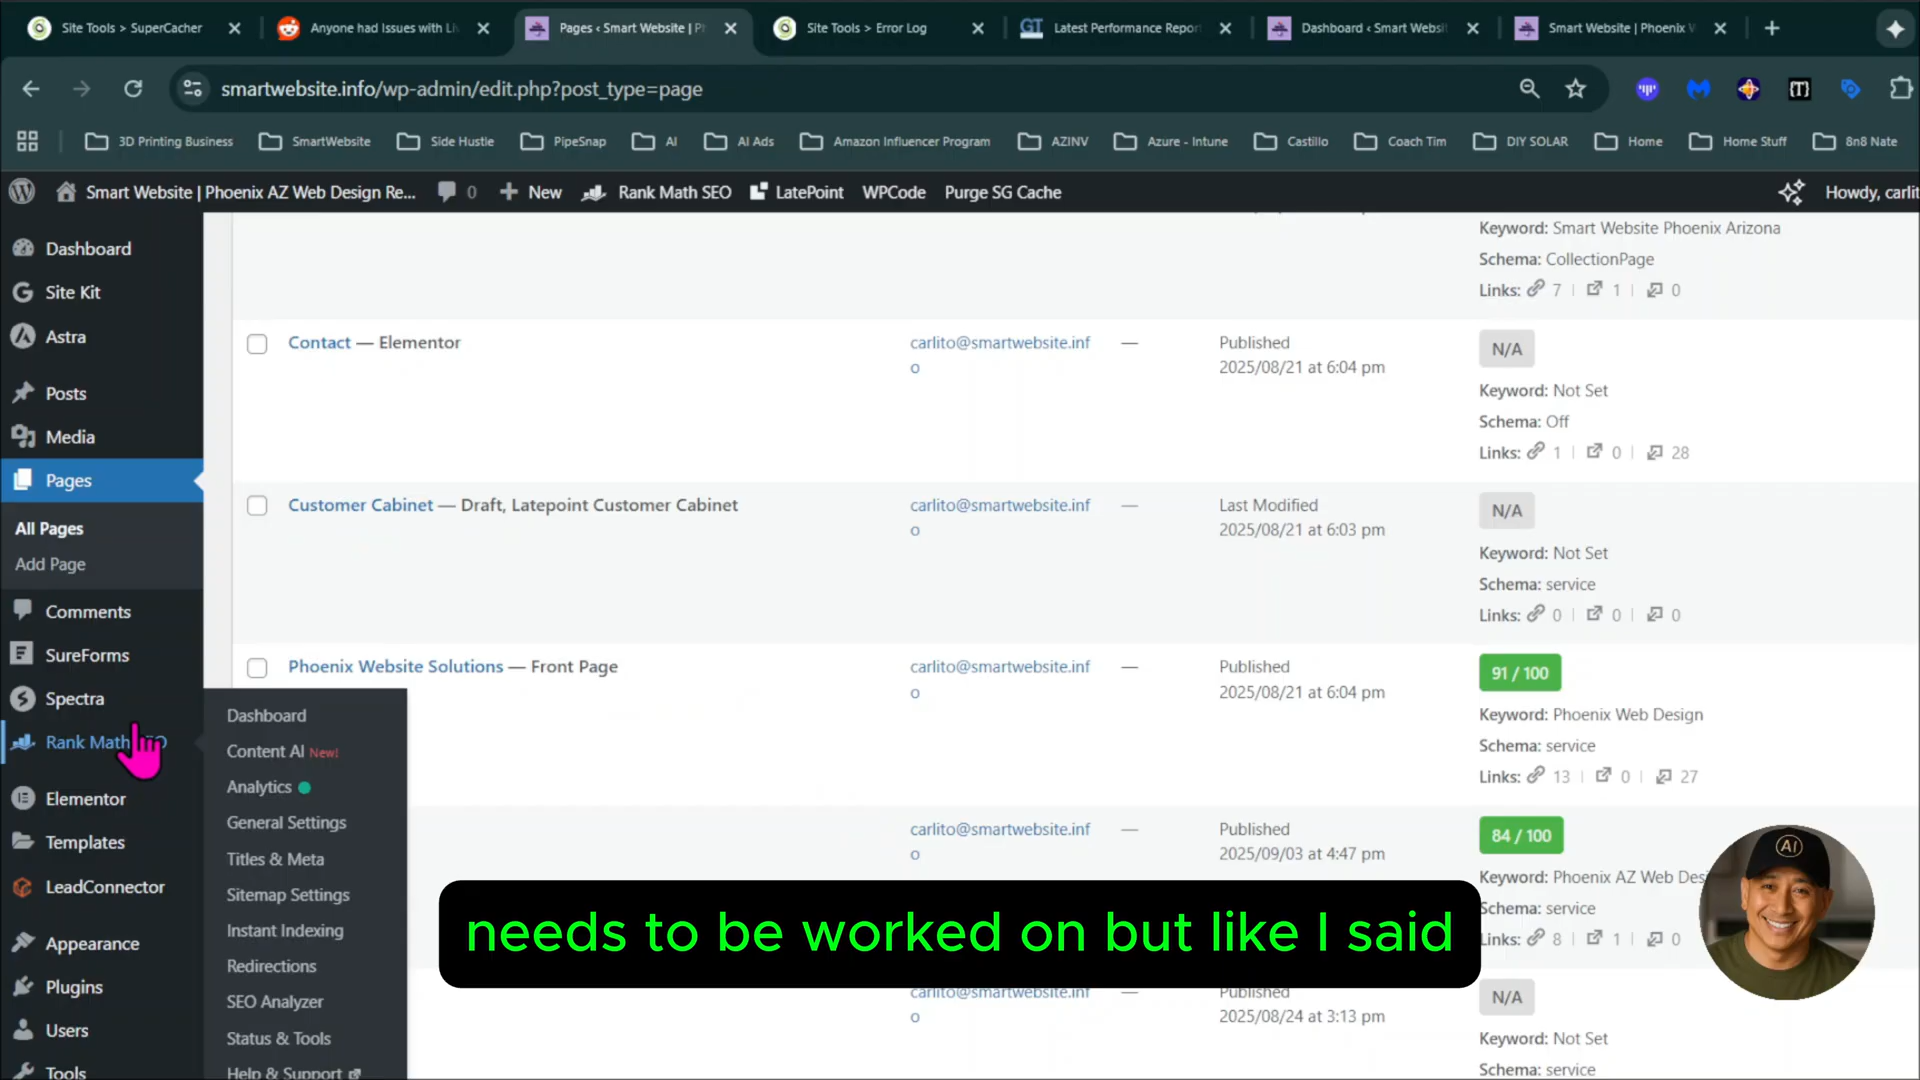 Site Tools > SuperCacher
Anyone had Issues with Li
Pages ‹ Smart Website | P
Site Tools > Error Log
GT
Latest Performance Repor
Dashboard ‹ Smart Websi
Smart Website | Phoenix
smartwebsite.info/wp-admin/edit.php?post_type=page
{T}
3D Printing Business
SmartWebsite
Side Hustle
PipeSnap
AI
AI Ads
Amazon Influencer Program
AZINV
Azure - Intune
Castillo
Coach Tim
DIY SOLAR
Home
Home Stuff
8n8 Nate
Smart Website | Phoenix AZ Web Design Re...
0
New
Rank Math SEO
LatePoint
WPCode
Purge SG Cache
Howdy, carlit
Dashboard
Site Kit
Astra
Posts
Media
Pages
All Pages
Add Page
Comments
SureForms
Spectra
Rank Math
Elementor
Templates
LeadConnector
Appearance
Plugins
Users
Tools
Dashboard
Content AI New!
Analytics
General Settings
Titles & Meta
Sitemap Settings
Instant Indexing
Redirections
SEO Analyzer
Status & Tools
Help & Support
Keyword: Smart Website Phoenix Arizona
Schema: CollectionPage
Links: 7 | 1 | 0
Contact — Elementor
carlito@smartwebsite.inf
o
—
Published
2025/08/21 at 6:04 pm
N/A
Keyword: Not Set
Schema: Off
Links: 1 | 0 | 28
Customer Cabinet — Draft, Latepoint Customer Cabinet
carlito@smartwebsite.inf
o
—
Last Modified
2025/08/21 at 6:03 pm
N/A
Keyword: Not Set
Schema: service
Links: 0 | 0 | 0
Phoenix Website Solutions — Front Page
carlito@smartwebsite.inf
o
—
Published
2025/08/21 at 6:04 pm
91 / 100
Keyword: Phoenix Web Design
Schema: service
Links: 13 | 0 | 27
carlito@smartwebsite.inf
o
—
Published
2025/09/03 at 4:47 pm
84 / 100
Keyword: Phoenix AZ Web Desi
Schema: service
Links: 8 | 1 | 0
carlito@smartwebsite.inf
o
—
Published
2025/08/24 at 3:13 pm
N/A
Keyword: Not Set
Schema: service
needs to be worked on but like I said
AI